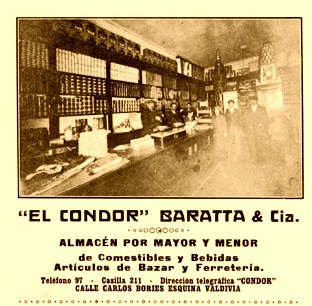 "EL CONDOR" BARATTA & Cia.
ALMACÉN POR MAYOR Y MENOR
de Comestibles y Bebidas
Artículos de Bazar y Ferretería.
Teléfono 97 - Casilla 211 - Dirección telegráfica "CONDOR"
CALLE CARLOS BORIES ESQUINA VALDIVIA